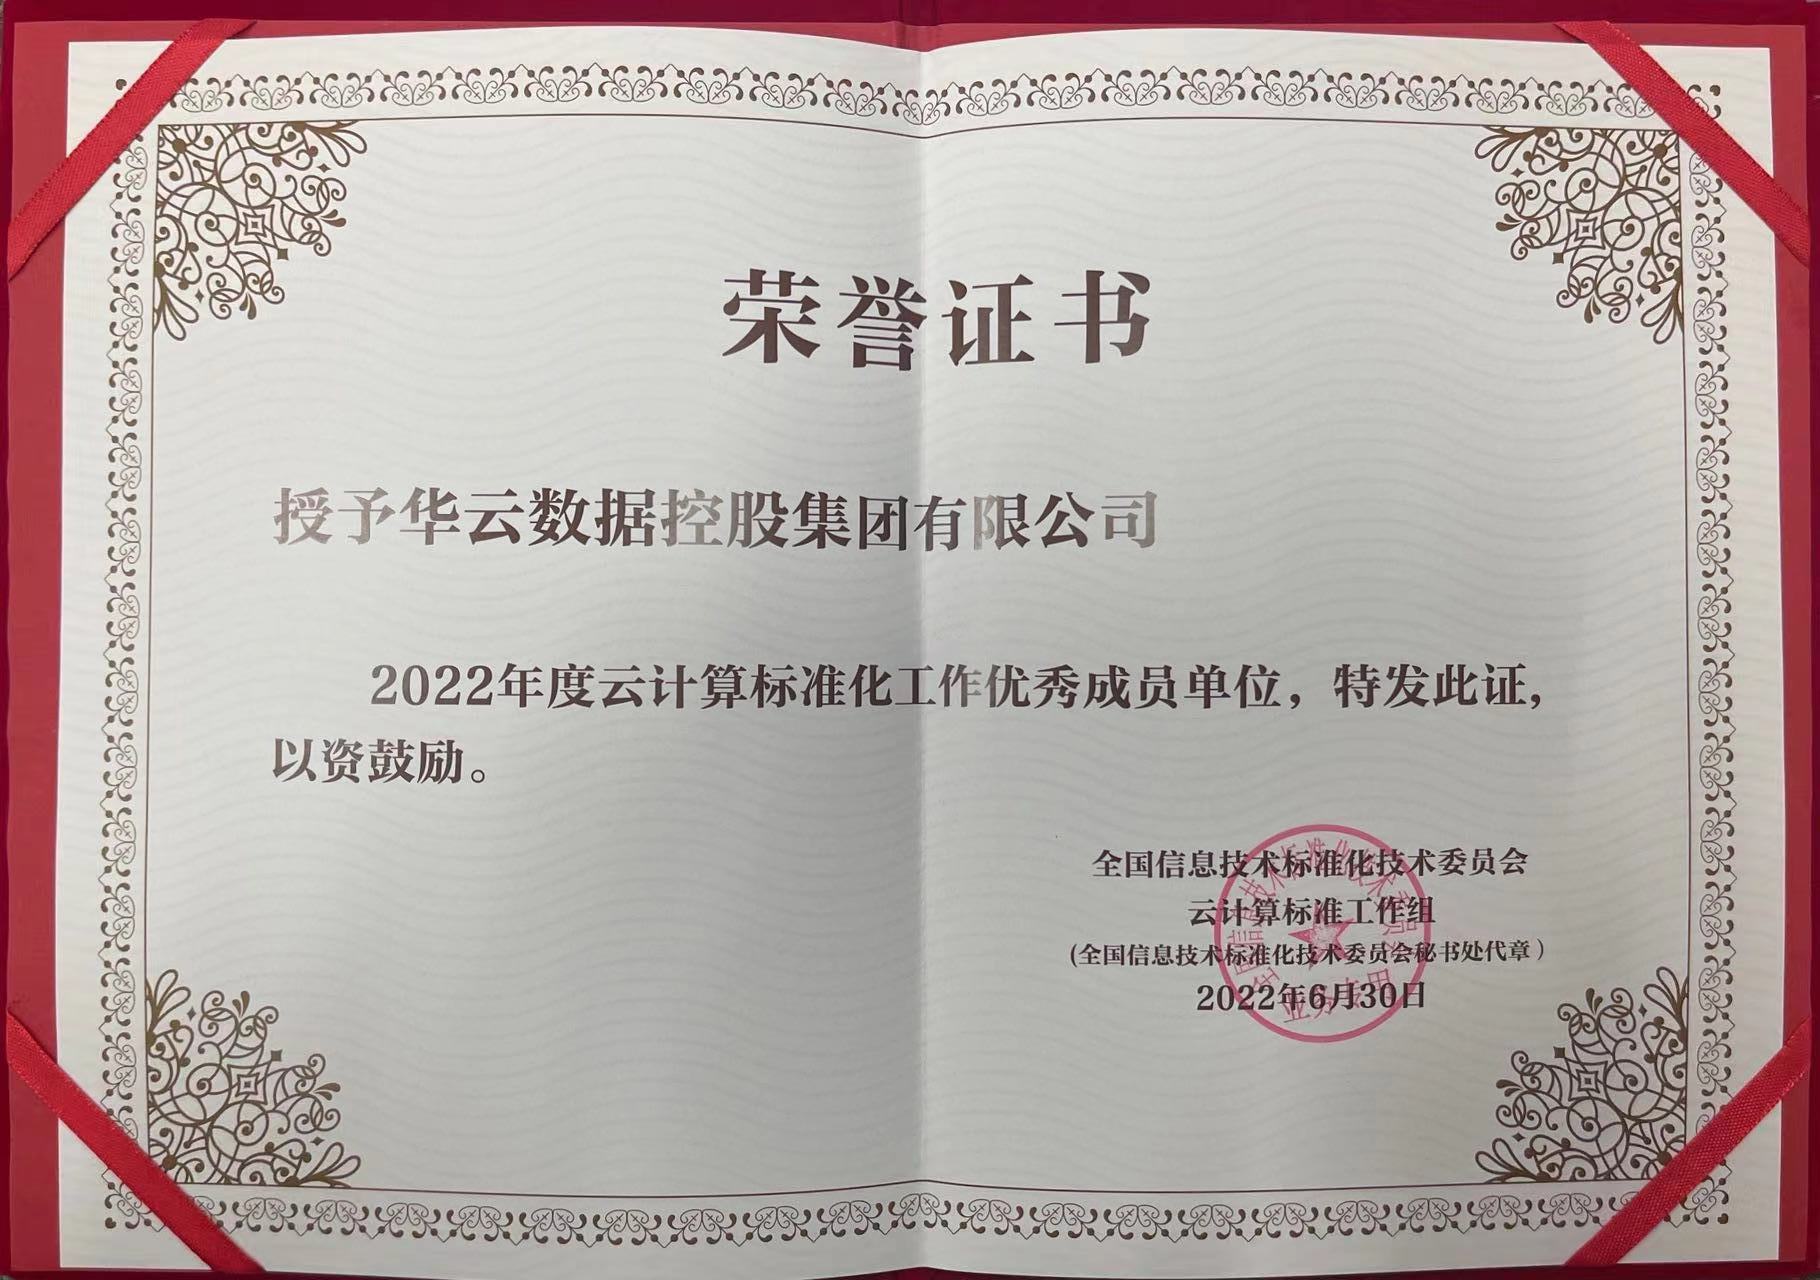 荣誉证书
授予华云数据控股集团有限公司
2022年度云计算标准化工作优秀成员单位，特发此证，
以资鼓励。
全国信息技术标准化技术委员会
云计算标准工作组
(全国信息技术标准化技术委员会秘书处代章）
2022年6月30日